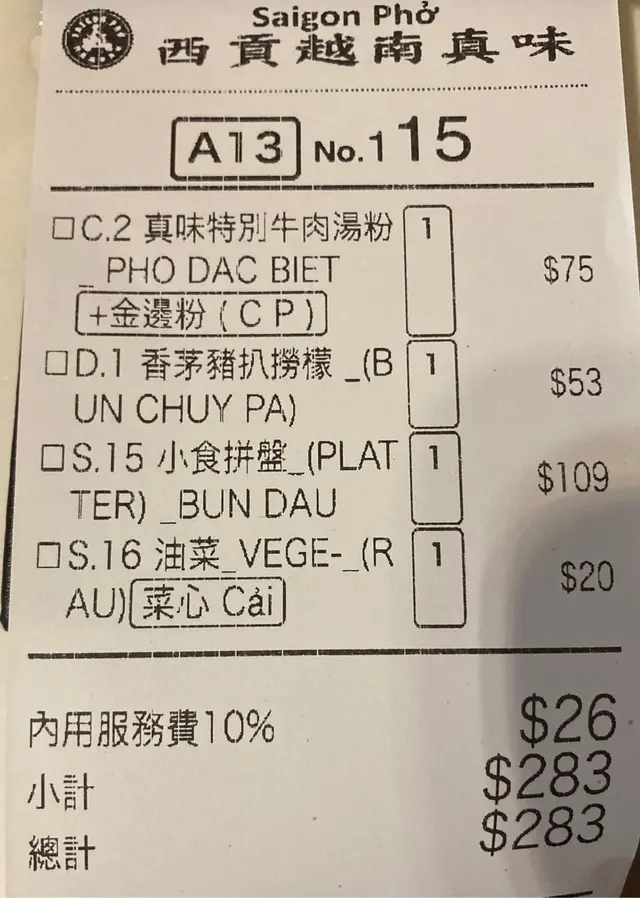 Saigon Phở
西貢越南真味
A13 No.115
□C.2 真味特別牛肉湯粉 1
_ PHO DAC BIET $75
+金邊粉 ( C P )
□D.1 香茅豬扒撈檬 _(B 1
UN CHUY PA) $53
□S.15 小食拼盤_(PLAT 1
TER) _BUN DAU $109
□S.16 油菜_VEGE-_(R 1
AU) 菜心 Cải $20
內用服務費10% $26
小計 $283
總計 $283